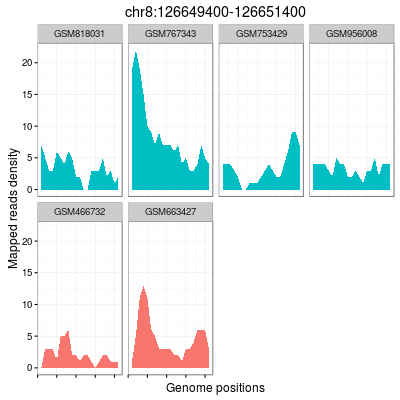 chr8:126649400-126651400
GSM818031 GSM767343 GSM753429 GSM956008
20
15
10
5
0
GSM466732 GSM663427
20
15
10
5
0
Mapped reads density
Genome positions